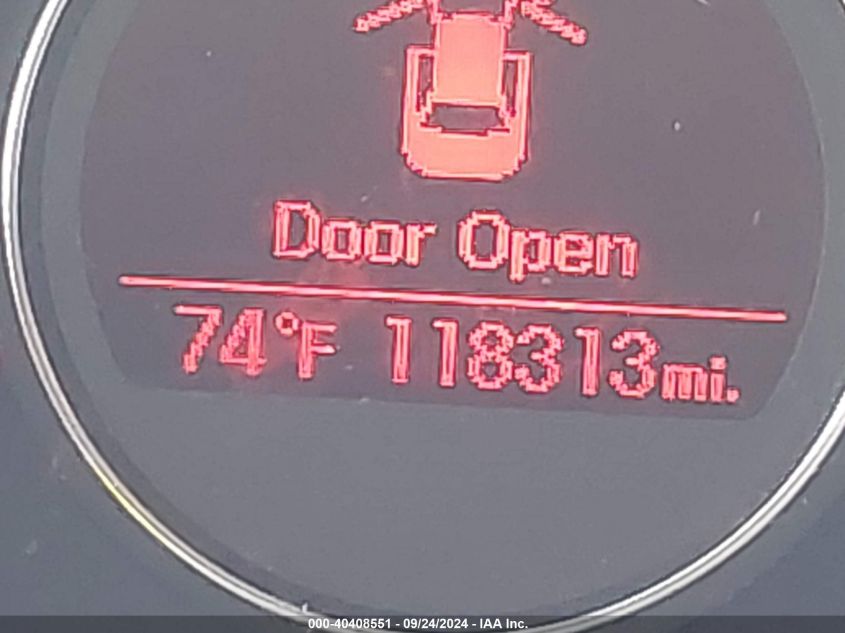 Door Open
74°F 118313mi.
000-40408551 - 09/24/2024 - IAA Inc.